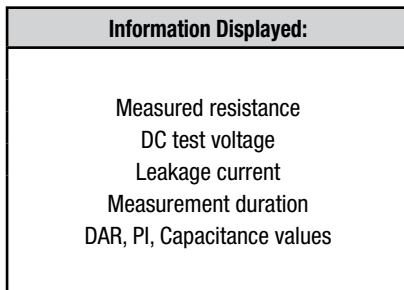 Information Displayed:
Measured resistance
DC test voltage
Leakage current
Measurement duration
DAR, PI, Capacitance values